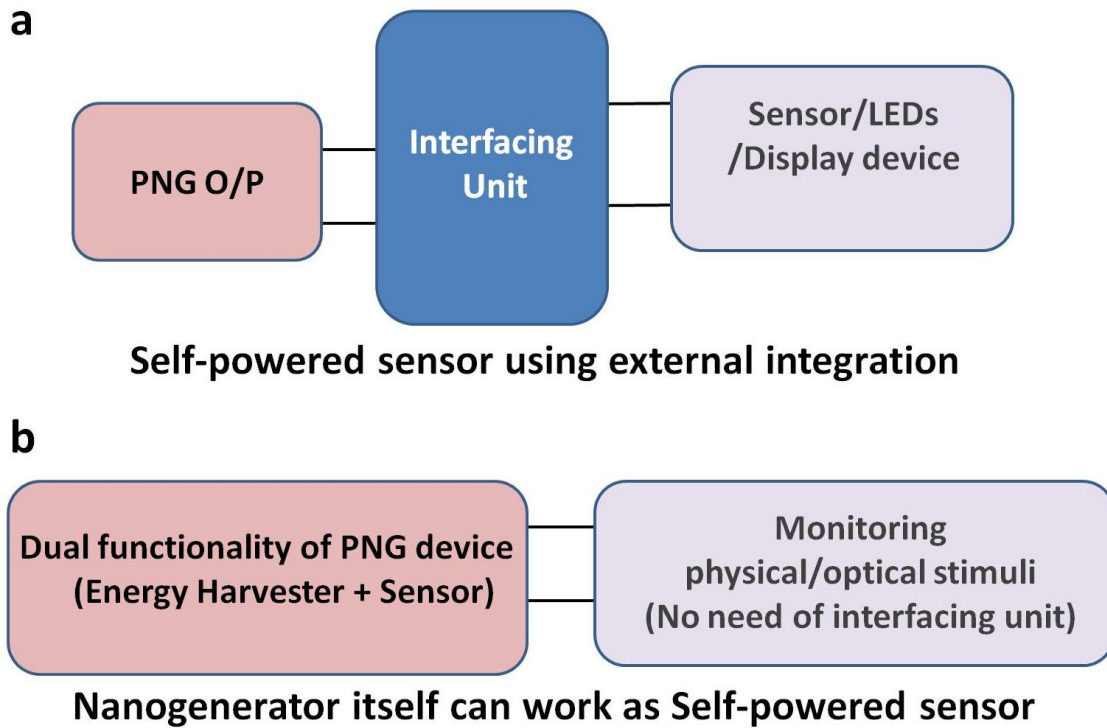 a
PNG O/P
Interfacing
Unit
Sensor/LEDs
/Display device
Self-powered sensor using external integration
b
Dual functionality of PNG device
(Energy Harvester + Sensor)
Monitoring
physical/optical stimuli
(No need of interfacing unit)
Nanogenerator itself can work as Self-powered sensor